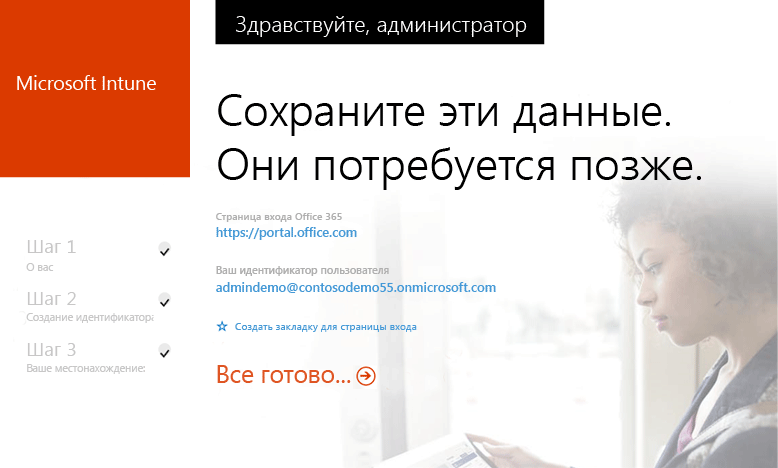 Здравствуйте, администратор
Microsoft Intune
Сохраните эти данные.
Они потребуется позже.
Страница входа Office 365
https://portal.office.com
Ваш идентификатор пользователя
admindemo@contosodemo55.onmicrosoft.com
Создать закладку для страницы входа
Все готово...
Шаг 1
О вас
Шаг 2
Создание идентификатора
Шаг 3
Ваше местонахождение: